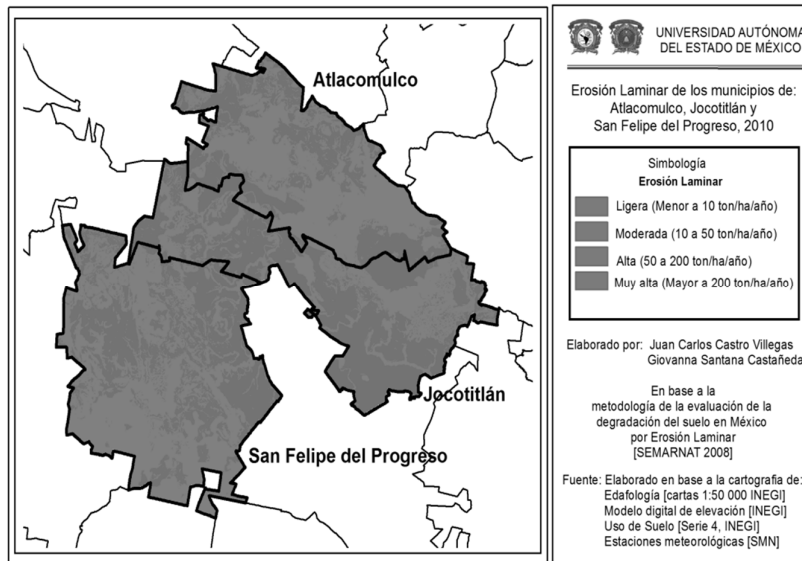 Atlacomulco
Jocotitlán
San Felipe del Progreso
UNIVERSIDAD AUTÓNOMA
DEL ESTADO DE MÉXICO
Erosión Laminar de los municipios de:
Atlacomulco, Jocotitlán y
San Felipe del Progreso, 2010
Simbología
Erosión Laminar
Ligera (Menor a 10 ton/ha/año)
Moderada (10 a 50 ton/ha/año)
Alta (50 a 200 ton/ha/año)
Muy alta (Mayor a 200 ton/ha/año)
Elaborado por: Juan Carlos Castro Villegas
Giovanna Santana Castañeda
En base a la
metodología de la evaluación de la
degradación del suelo en México
por Erosión Laminar
[SEMARNAT 2008]
Fuente: Elaborado en base a la cartografia de:
Edafología [cartas 1:50 000 INEGI]
Modelo digital de elevación [INEGI]
Uso de Suelo [Serie 4, INEGI]
Estaciones meteorológicas [SMN]